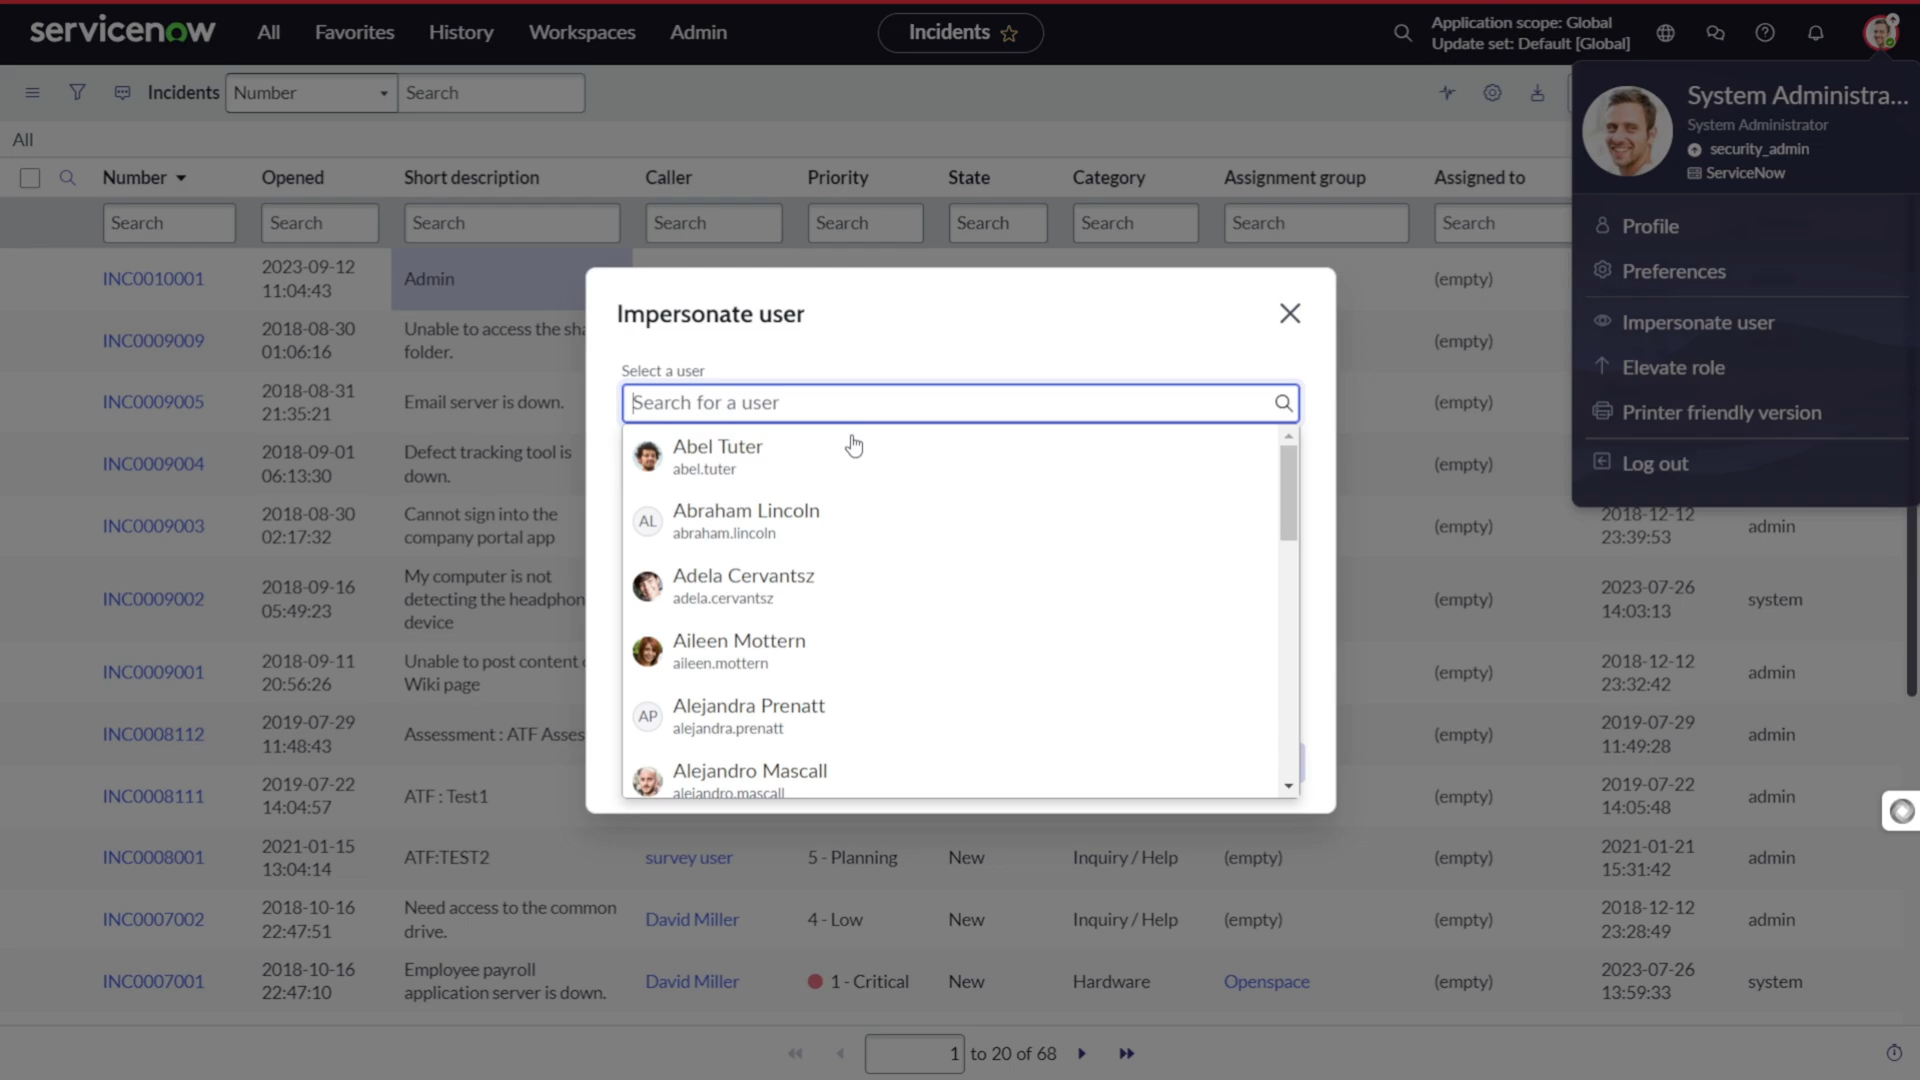 servicenow All Favorites History Workspaces Admin Incidents Application scope: Global
Update set: Default [Global]
Incidents Number Search
All
Number Opened Short description Caller Priority State Category Assignment group Assigned to
Search Search Search Search Search Search Search Search Search
System Administra...
System Administrator
security_admin
ServiceNow
Profile
Preferences
Impersonate user
Elevate role
Printer friendly version
Log out
Impersonate user
Select a user
Search for a user
Abel Tuter
abel.tuter
Abraham Lincoln
AL
abraham.lincoln
Adela Cervantsz
adela.cervantsz
Aileen Mottern
aileen.mottern
Alejandra Prenatt
AP
alejandra.prenatt
Alejandro Mascall
alejandro.mascall
INC0010001 2023-09-12 11:04:43 Admin (empty)
INC0009009 2018-08-30 01:06:16 Unable to access the sha
folder. (empty)
INC0009005 2018-08-31 21:35:21 Email server is down. (empty)
INC0009004 2018-09-01 06:13:30 Defect tracking tool is
down. (empty)
INC0009003 2018-08-30 02:17:32 Cannot sign into the
company portal app (empty) 2018-12-12 23:39:53 admin
INC0009002 2018-09-16 05:49:23 My computer is not
detecting the headphon
device (empty) 2023-07-26 14:03:13 system
INC0009001 2018-09-11 20:56:26 Unable to post content
Wiki page (empty) 2018-12-12 23:32:42 admin
INC0008112 2019-07-29 11:48:43 Assessment : ATF Asses (empty) 2019-07-29 11:49:28 admin
INC0008111 2019-07-22 14:04:57 ATF : Test1 (empty) 2019-07-22 14:05:48 admin
INC0008001 2021-01-15 13:04:14 ATF:TEST2 survey user 5 - Planning New Inquiry / Help (empty) (empty) 2021-01-21 15:31:42 admin
INC0007002 2018-10-16 22:47:51 Need access to the common
drive. David Miller 4 - Low New Inquiry / Help (empty) (empty) 2018-12-12 23:28:49 admin
INC0007001 2018-10-16 22:47:10 Employee payroll
application server is down. David Miller 1 - Critical New Hardware Openspace (empty) 2023-07-26 13:59:33 system
1 to 20 of 68